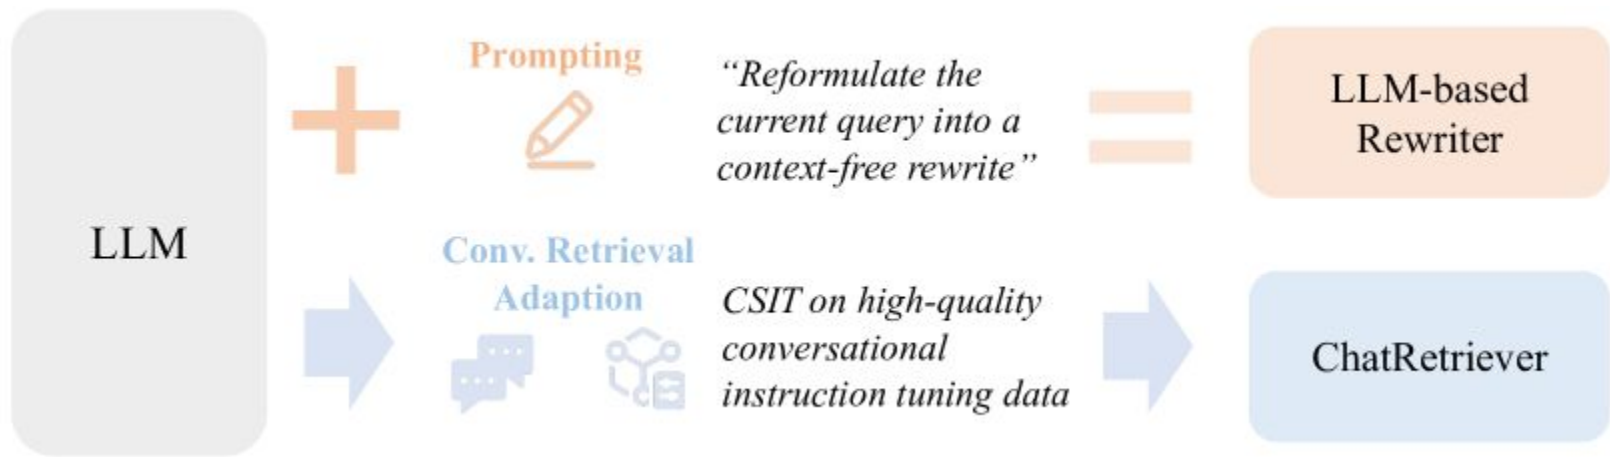 LLM
Prompting
“Reformulate the
current query into a
context-free rewrite”
LLM-based
Rewriter
Conv. Retrieval
Adaption
CSIT on high-quality
conversational
instruction tuning data
ChatRetriever